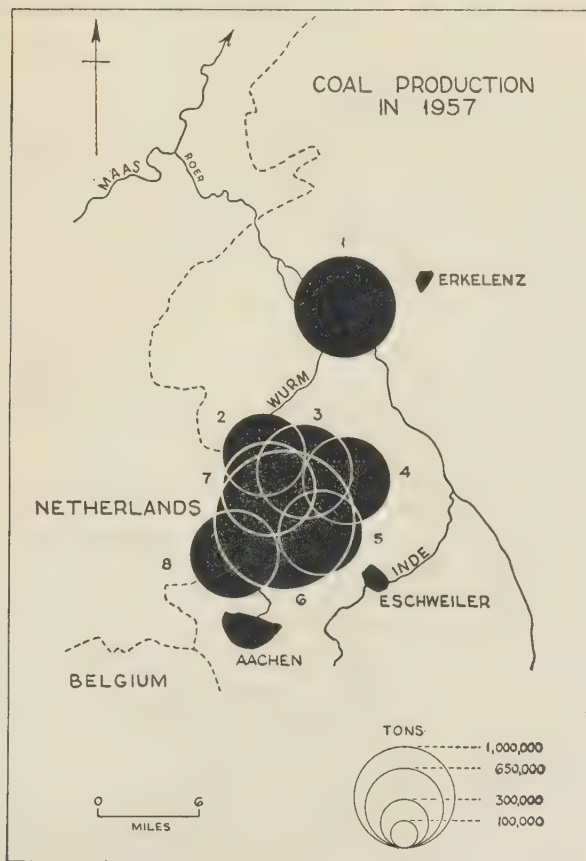 COAL PRODUCTION
IN 1957
MAAS
ROER
1
ERKELENZ
WURM
2
3
7
4
NETHERLANDS
5
8
INDE
6
ESCHWEILER
AACHEN
BELGIUM
TONS
1,000,000
650,000
300,000
100,000
0 6
MILES